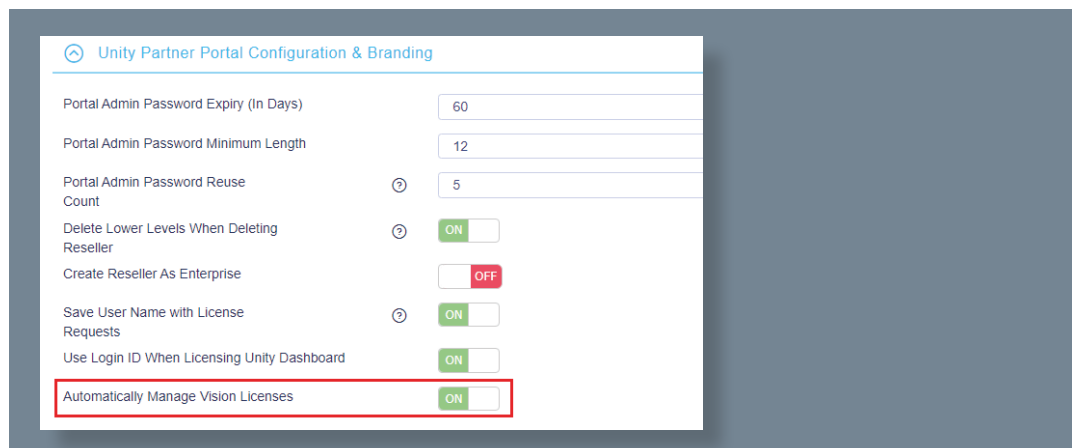 Unity Partner Portal Configuration & Branding
Portal Admin Password Expiry (In Days) 60
Portal Admin Password Minimum Length 12
Portal Admin Password Reuse 5
Count
Delete Lower Levels When Deleting ON
Reseller
Create Reseller As Enterprise OFF
Save User Name with License ON
Requests
Use Login ID When Licensing Unity Dashboard ON
Automatically Manage Vision Licenses ON